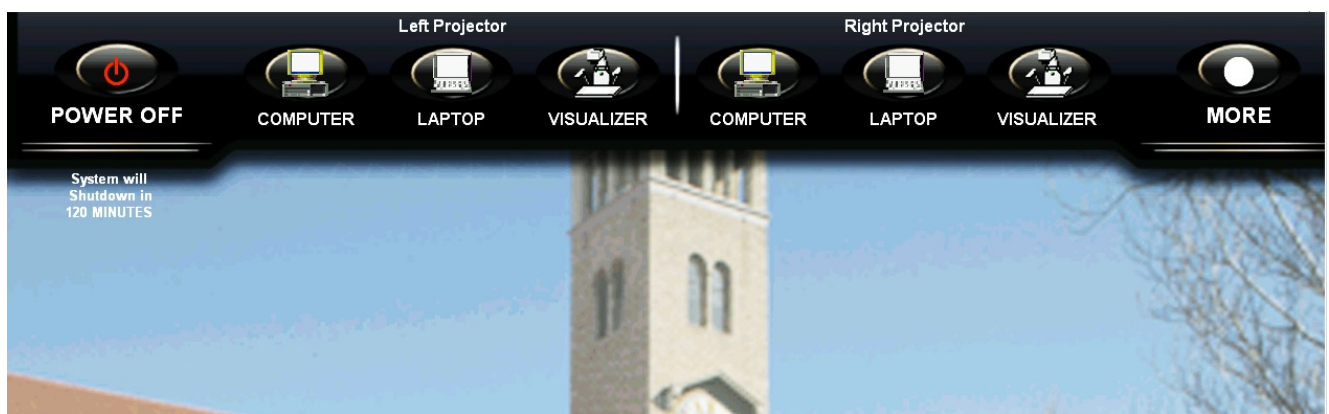 Left Projector
Right Projector
POWER OFF
COMPUTER
LAPTOP
VISUALIZER
COMPUTER
LAPTOP
VISUALIZER
MORE
System will
Shutdown in
120 MINUTES